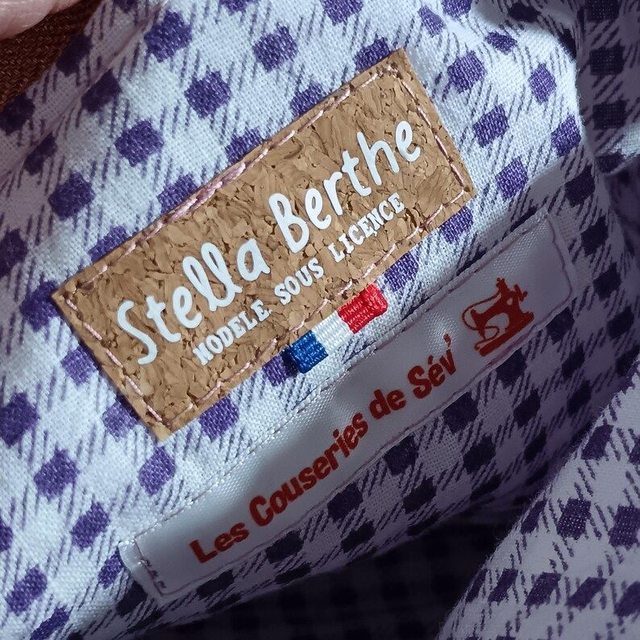 Stella Berthe
MODELE SOUS LICENCE
Les Couseries de Sév'